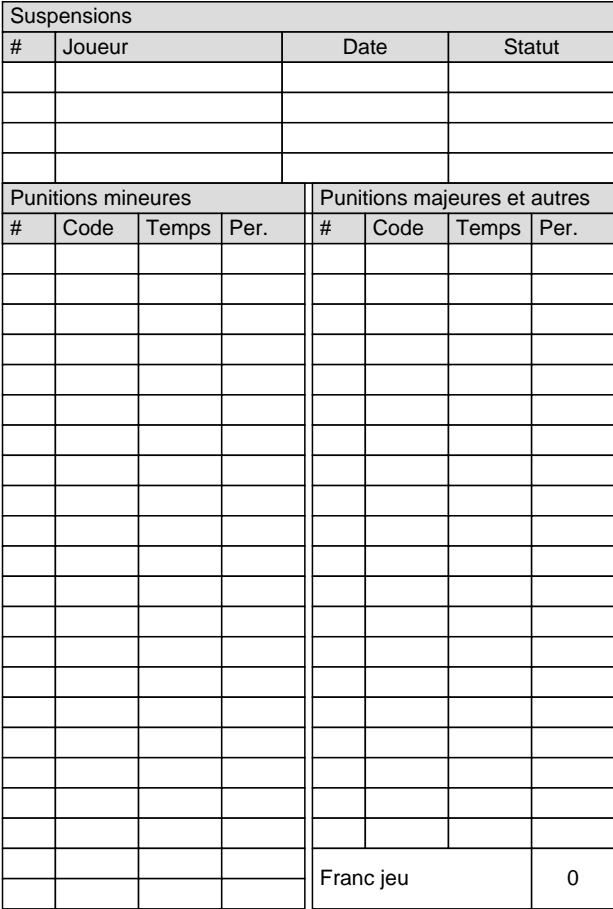 Suspensions
# Joueur Date Statut
Punitions mineures Punitions majeures et autres
# Code Temps Per. # Code Temps Per.
Franc jeu 0